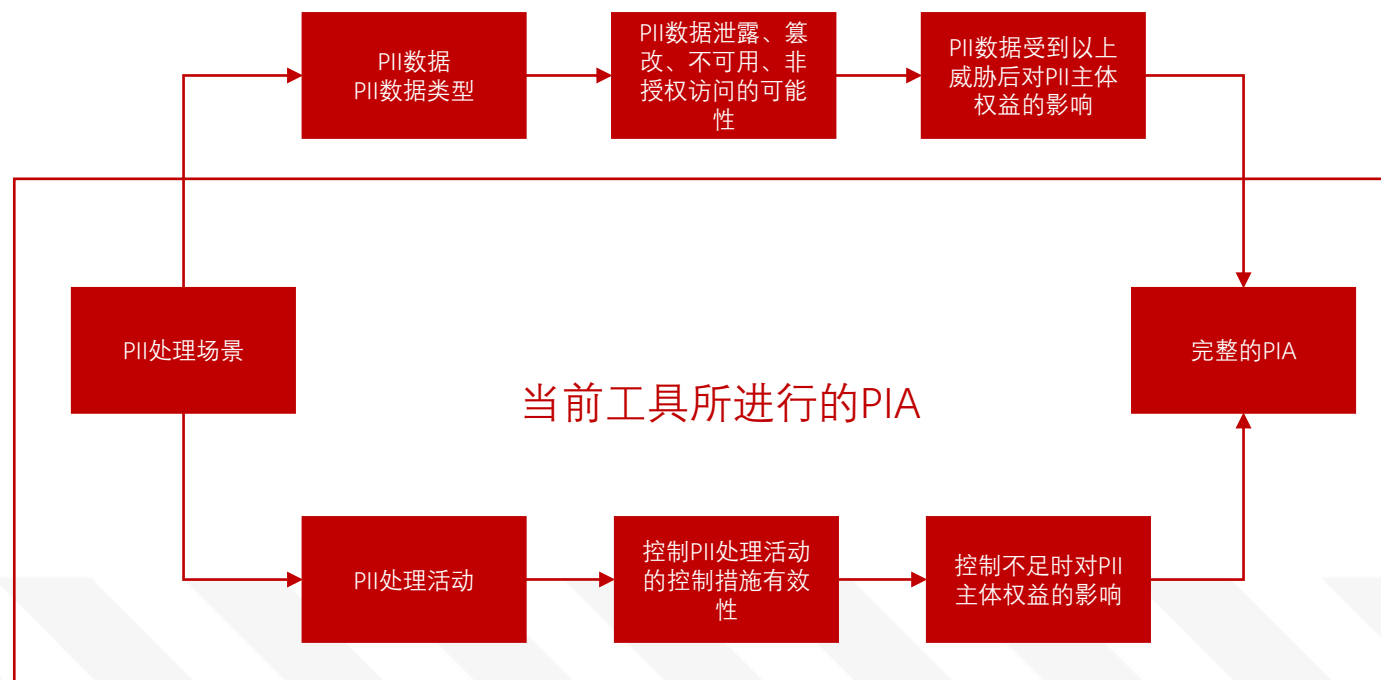 PII数据
PII数据类型
PII数据泄露、篡
改、不可用、非
授权访问的可能
性
PII数据受到以上
威胁后对PII主体
权益的影响
PII处理场景
完整的PIA
当前工具所进行的PIA
PII处理活动
控制PII处理活动
的控制措施有效
性
控制不足时对PII
主体权益的影响